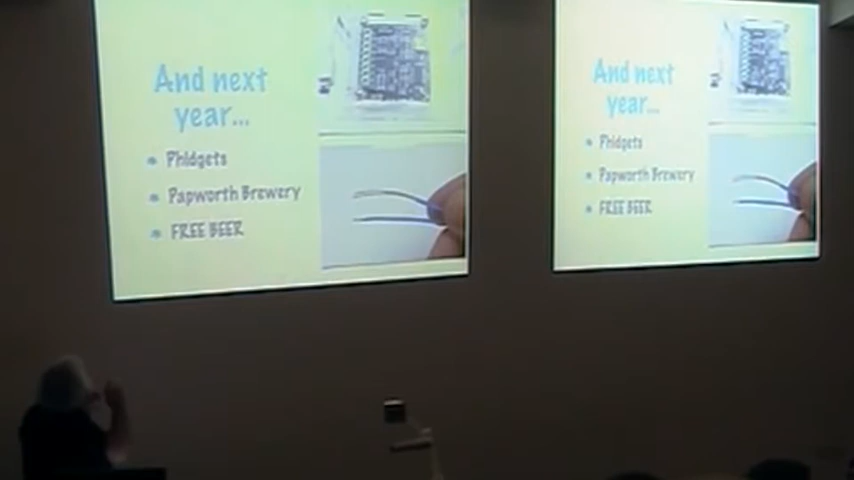 And next
year...
Phidgets
Papworth Brewery
FREE BEER
And next
year...
Phidgets
Papworth Brewery
FREE BEER